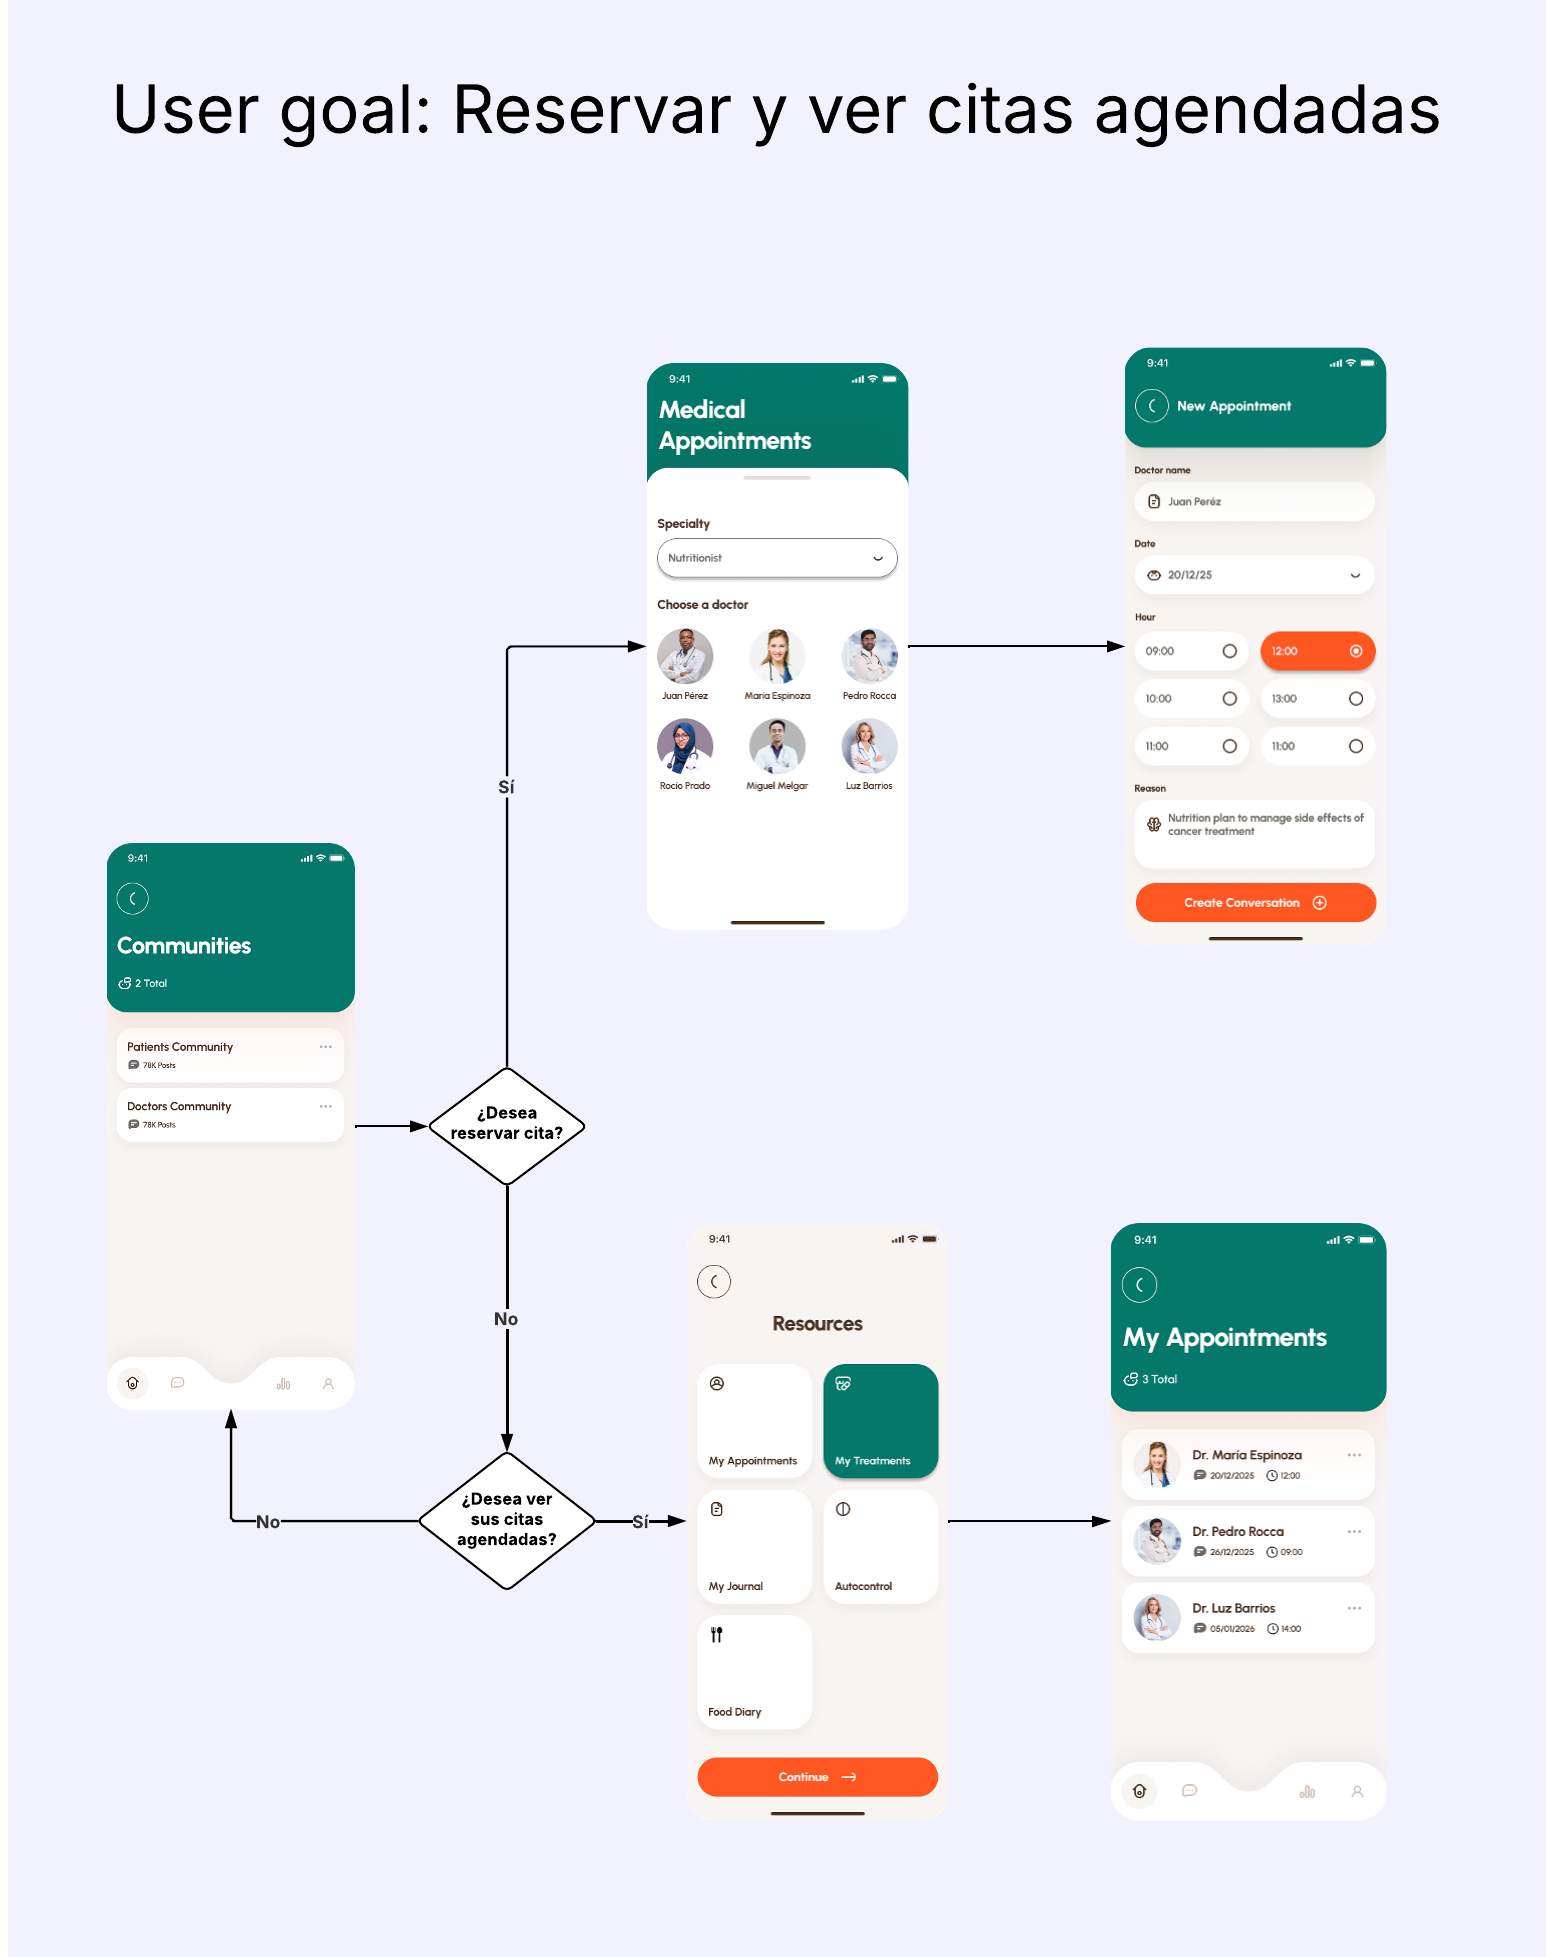 User goal: Reservar y ver citas agendadas
9:41
Medical
Appointments
Specialty
Nutritionist
Choose a doctor
Juan Pérez
María Espinoza
Pedro Rocca
Rocío Prado
Miguel Melgar
Luz Barrios
9:41
New Appointment
Doctor name
Juan Peréz
Date
20/12/25
Hour
09:00
12:00
10:00
13:00
11:00
11:00
Reason
Nutrition plan to manage side effects of
cancer treatment
Create Conversation
Sí
9:41
Communities
2 Total
Patients Community
78K Posts
Doctors Community
78K Posts
¿Desea
reservar cita?
No
¿Desea ver
sus citas
agendadas?
No
Sí
9:41
Resources
My Appointments
My Treatments
My Journal
Autocontrol
Food Diary
Continue
9:41
My Appointments
3 Total
Dr. María Espinoza
20/12/2025
12:00
Dr. Pedro Rocca
26/12/2025
09:00
Dr. Luz Barrios
05/01/2026
14:00